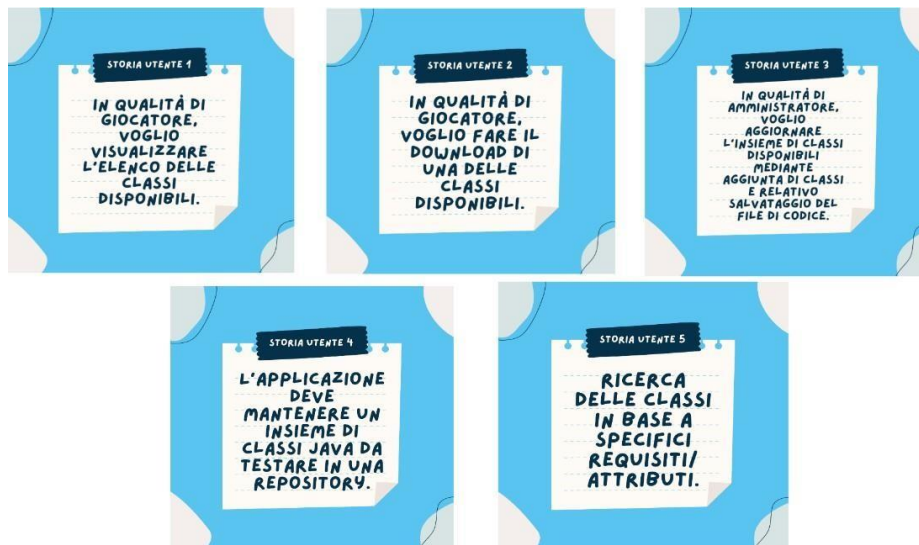 STORIA UTENTE 1
IN QUALITÀ DI
GIOCATORE,
VOGLIO
VISUALIZZARE
L'ELENCO DELLE
CLASSI
DISPONIBILI.
STORIA UTENTE 2
IN QUALITÀ DI
GIOCATORE,
VOGLIO FARE IL
DOWNLOAD DI
UNA DELLE
CLASSI
DISPONIBILI.
STORIA UTENTE 3
IN QUALITÀ DI
AMMINISTRATORE,
VOGLIO
AGGIORNARE
L'INSIEME DI CLASSI
DISPONIBILI
MEDIANTE
AGGIUNTA DI CLASSI
E RELATIVO
SALVATAGGIO DEL
FILE DI CODICE.
STORIA UTENTE 4
L'APPLICAZIONE
DEVE
MANTENERE UN
INSIEME DI
CLASSI JAVA DA
TESTARE IN UNA
REPOSITORY.
STORIA UTENTE 5
RICERCA
DELLE CLASSI
IN BASE A
SPECIFICI
REQUISITI/
ATTRIBUTI.